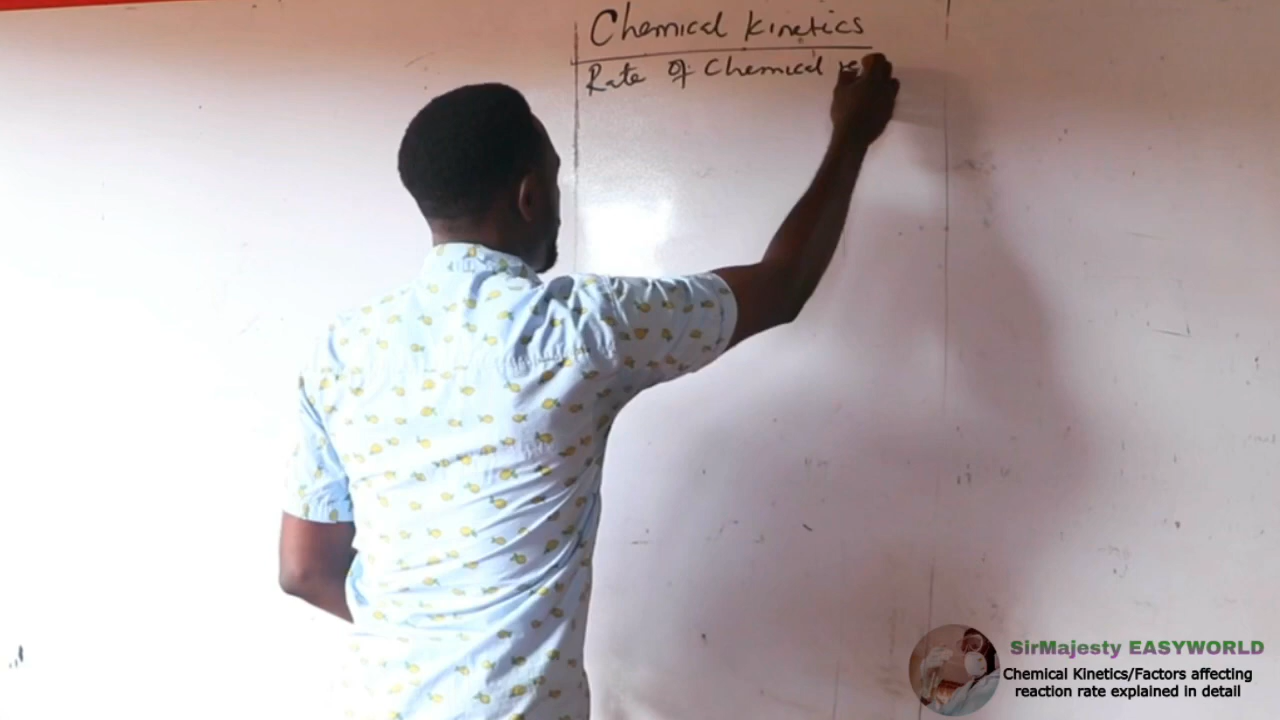 Chemical kinetics
Rate of Chemical
SirMajesty EASYWORLD
Chemical Kinetics/Factors affecting
reaction rate explained in detail